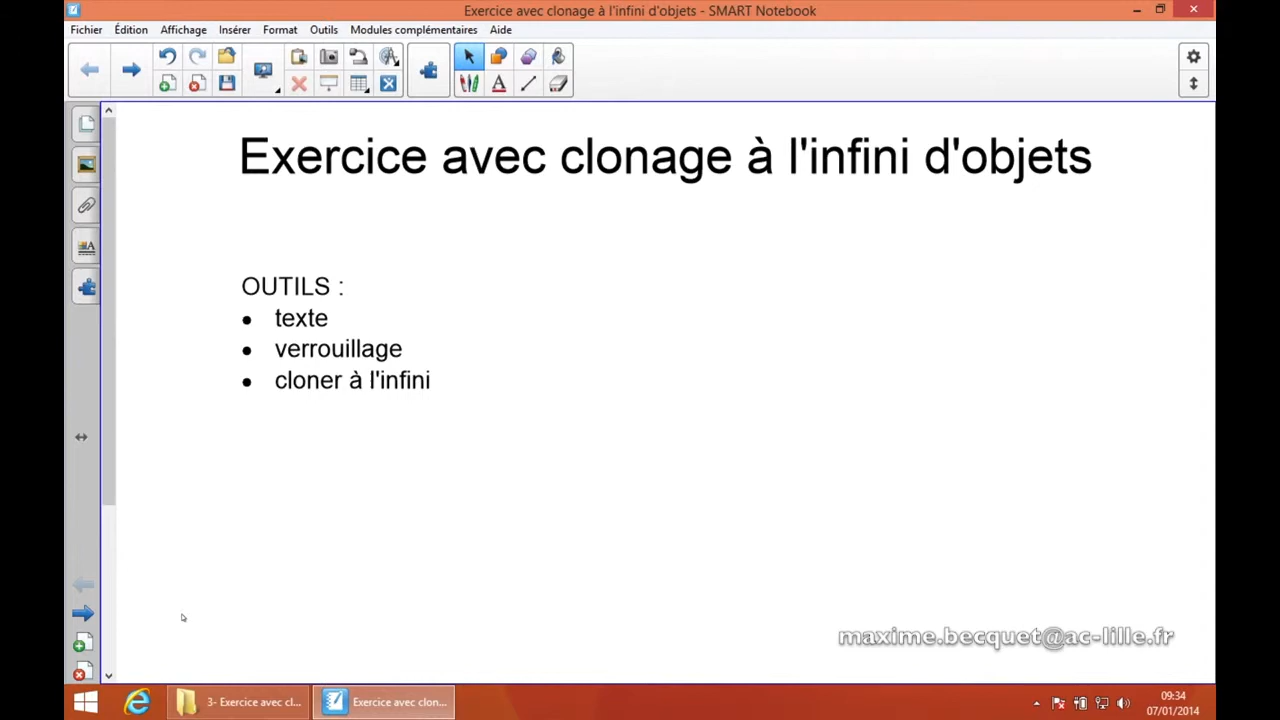 Exercice avec clonage à l'infini d'objets - SMART Notebook
Fichier Édition Affichage Insérer Format Outils Modules complémentaires Aide
Exercice avec clonage à l'infini d'objets
OUTILS :
• texte
• verrouillage
• cloner à l'infini
maxime.becquet@ac-lille.fr
3- Exercice avec cl... Exercice avec clon... 09:34
07/01/2014